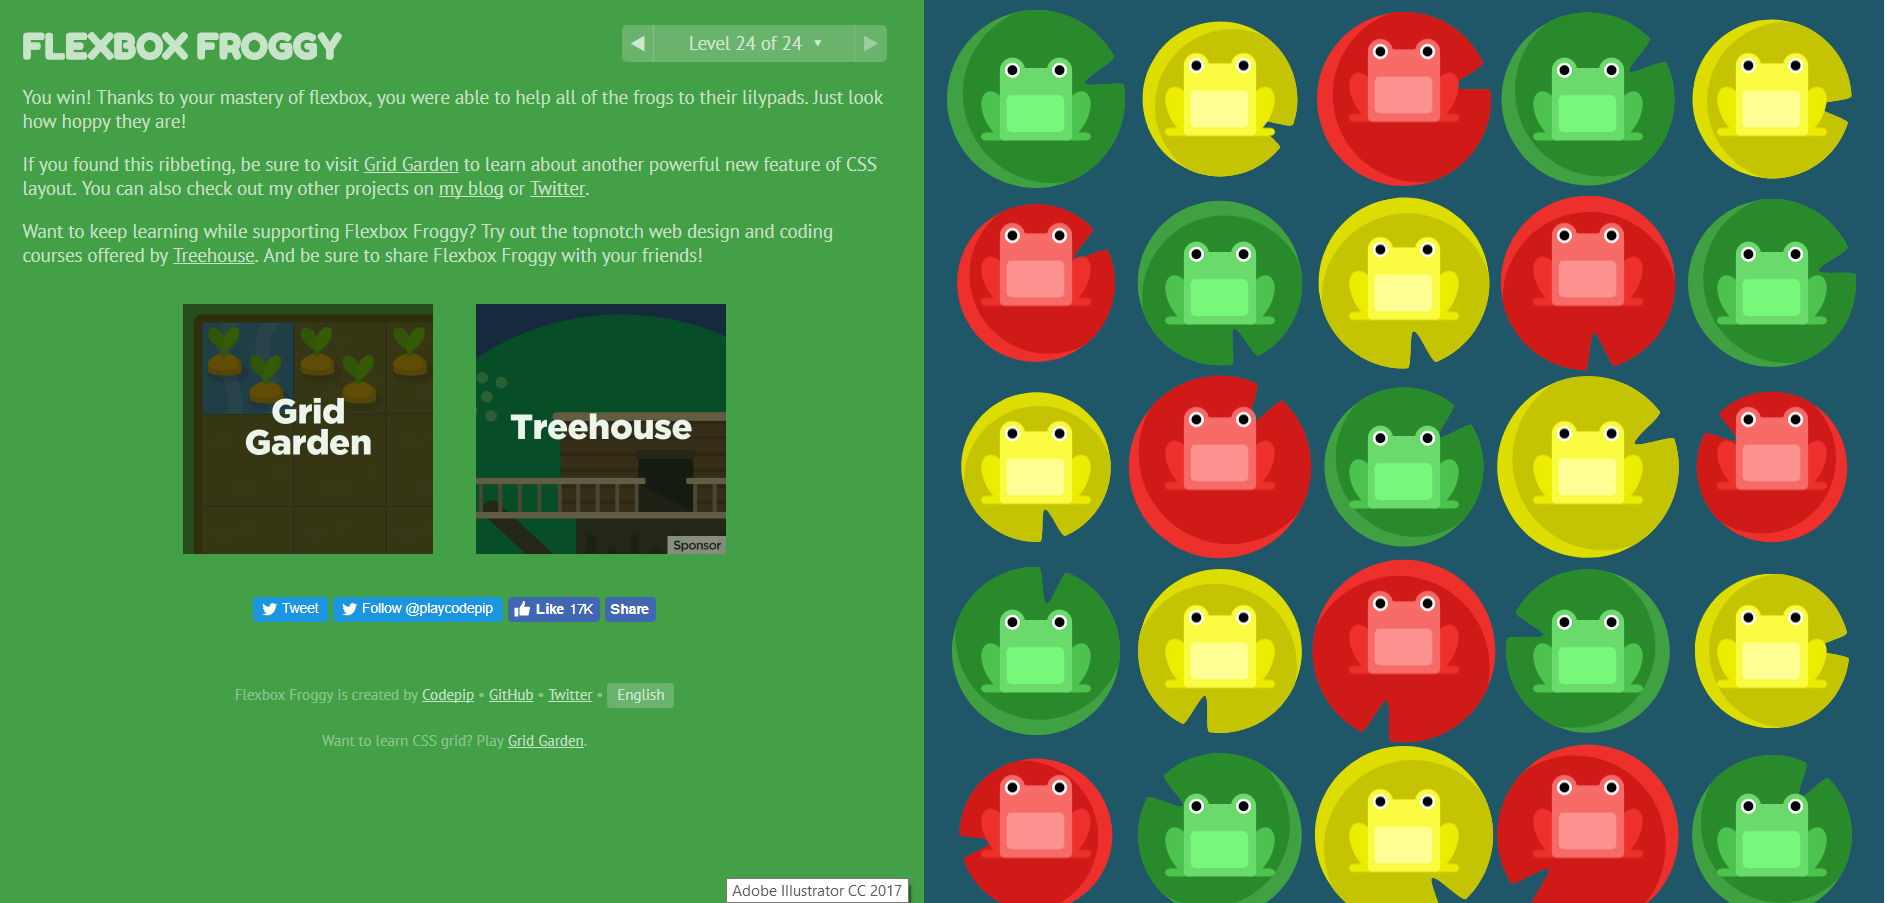 FLEXBOX FROGGY
◀ Level 24 of 24 ▼ ▶
You win! Thanks to your mastery of flexbox, you were able to help all of the frogs to their lilypads. Just look
how hoppy they are!
If you found this ribbeting, be sure to visit Grid Garden to learn about another powerful new feature of CSS
layout. You can also check out my other projects on my blog or Twitter.
Want to keep learning while supporting Flexbox Froggy? Try out the topnotch web design and coding
courses offered by Treehouse. And be sure to share Flexbox Froggy with your friends!
Grid
Garden
Treehouse
Sponsor
Tweet Follow @playcodepip Like 17K Share
Flexbox Froggy is created by Codepip • GitHub • Twitter • English
Want to learn CSS grid? Play Grid Garden.
Adobe Illustrator CC 2017